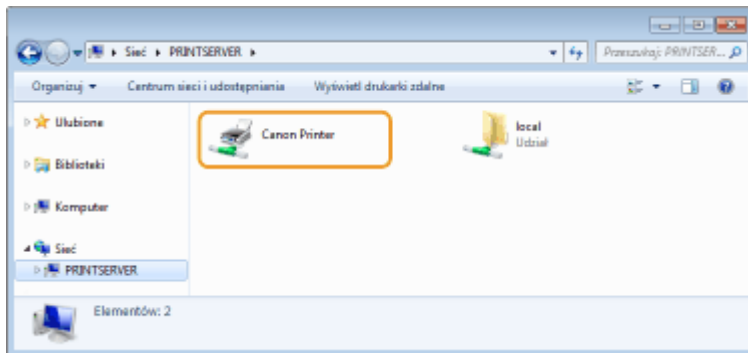 Sieć ▸ PRINTSERVER ▸
Przeszukaj: PRINTSER...
Organizuj
Centrum sieci i udostępniania
Wyświetl drukarki zdalne
Ulubione
Biblioteki
Komputer
Sieć
PRINTSERVER
Canon Printer
local
Udział
Elementów: 2